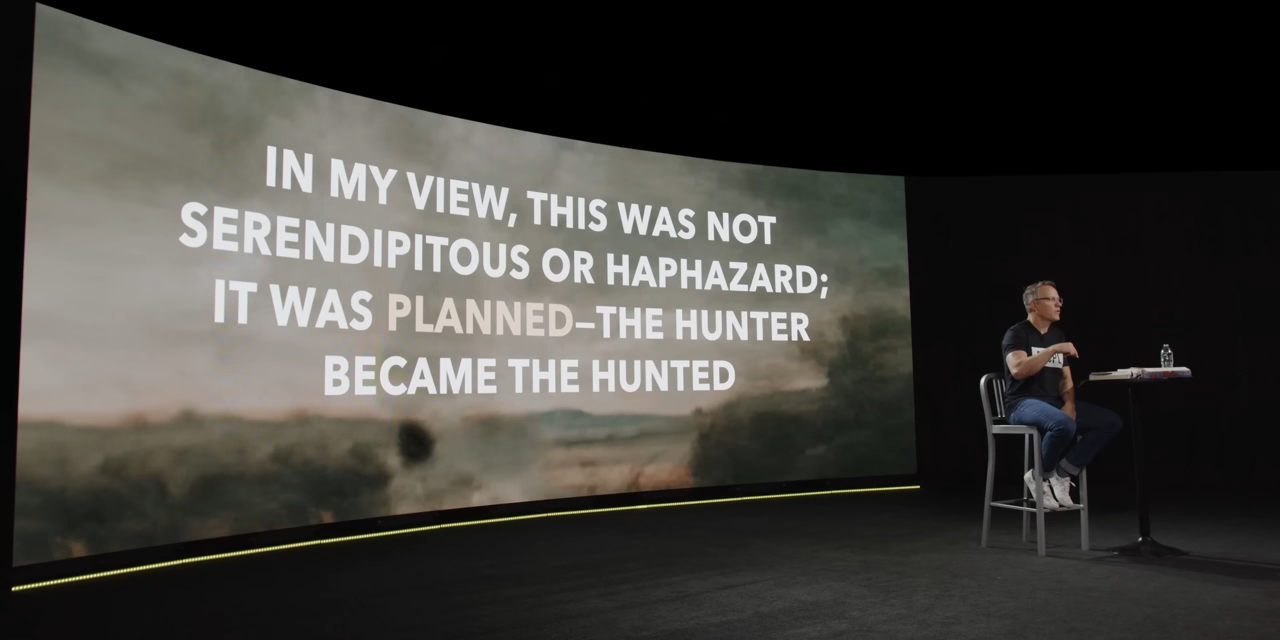 IN MY VIEW, THIS WAS NOT
SERENDIPITOUS OR HAPHAZARD;
IT WAS PLANNED–THE HUNTER
BECAME THE HUNTED